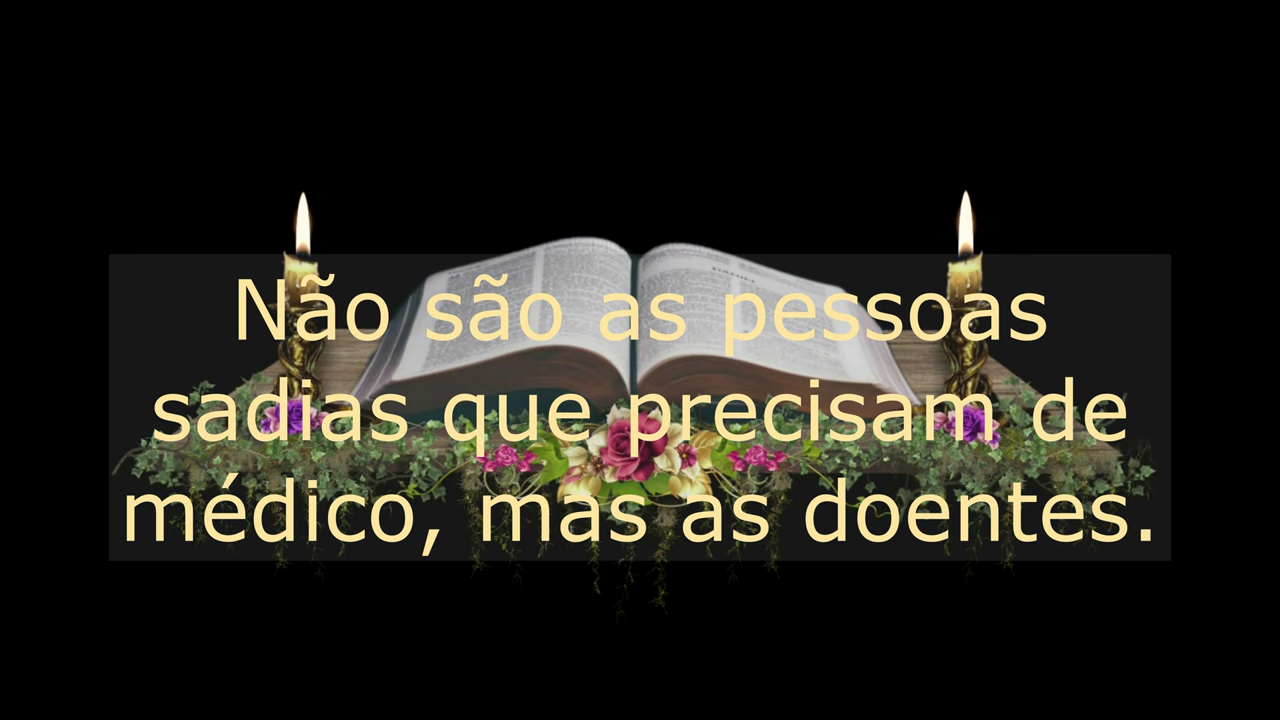 Não são as pessoas
sadias que precisam de
médico, mas as doentes.